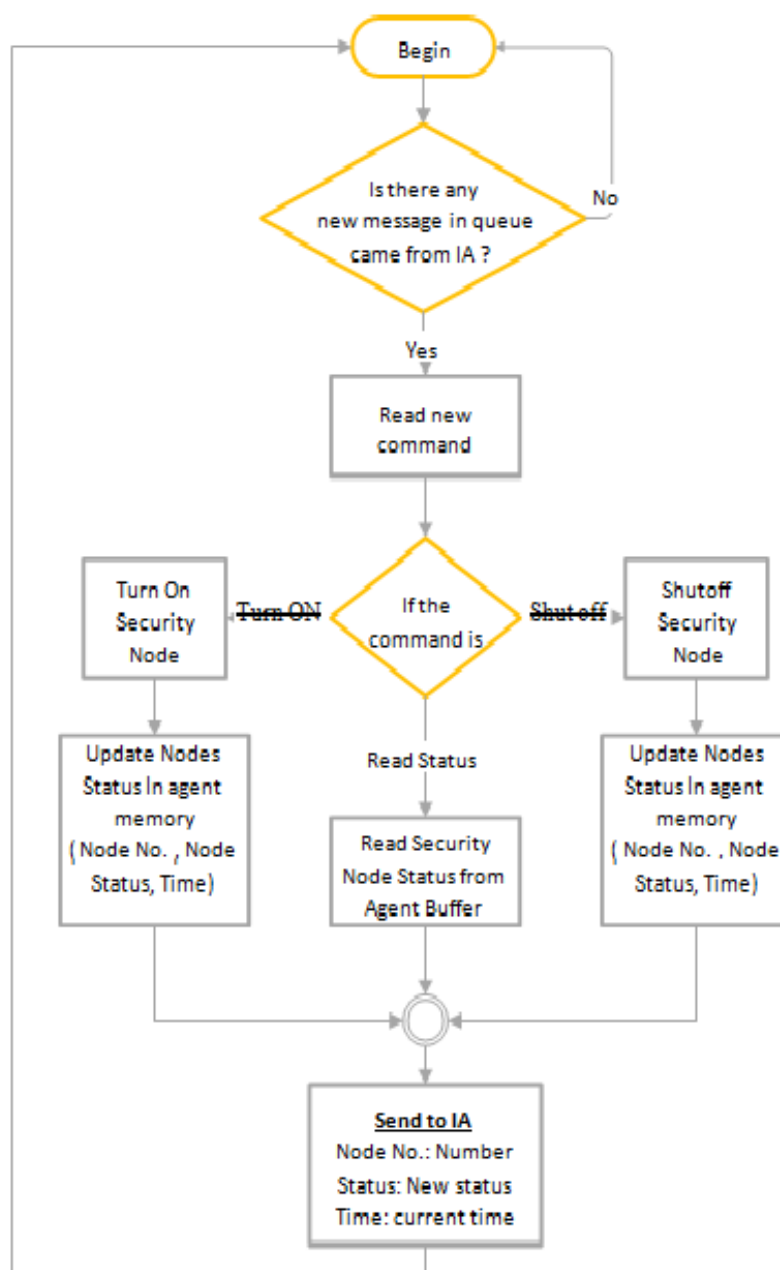 Begin
Is there any
new message in queue
came from IA ?
No
Yes
Read new
command
If the
command is
Turn ON
Turn On
Security
Node
Shut off
Shutoff
Security
Node
Update Nodes
Status In agent
memory
( Node No. , Node
Status, Time)
Read Status
Read Security
Node Status from
Agent Buffer
Update Nodes
Status In agent
memory
( Node No. , Node
Status, Time)
Send to IA
Node No.: Number
Status: New status
Time: current time